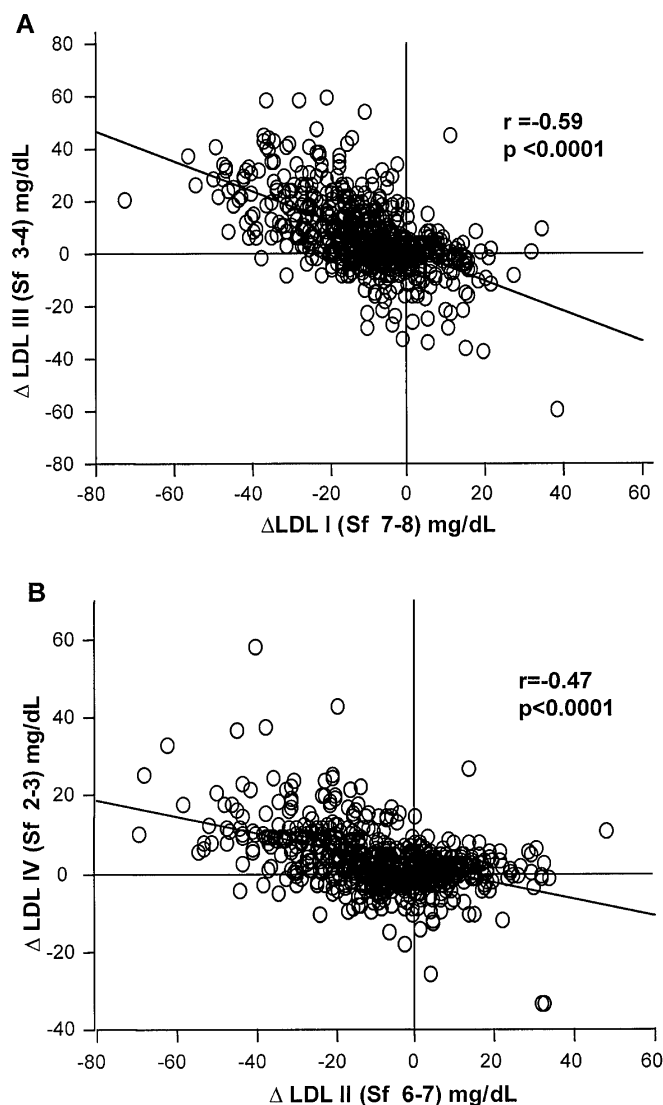 A
80
60
40
20
0
-20
-40
-60
-80
Δ LDL III (Sf 3-4) mg/dL
r =-0.59
p <0.0001
-80 -60 -40 -20 0 20 40 60
ΔLDL I (Sf 7-8) mg/dL
B
60
40
20
0
-20
-40
Δ LDL IV (Sf 2-3) mg/dL
r=-0.47
p<0.0001
-80 -60 -40 -20 0 20 40 60
Δ LDL II (Sf 6-7) mg/dL